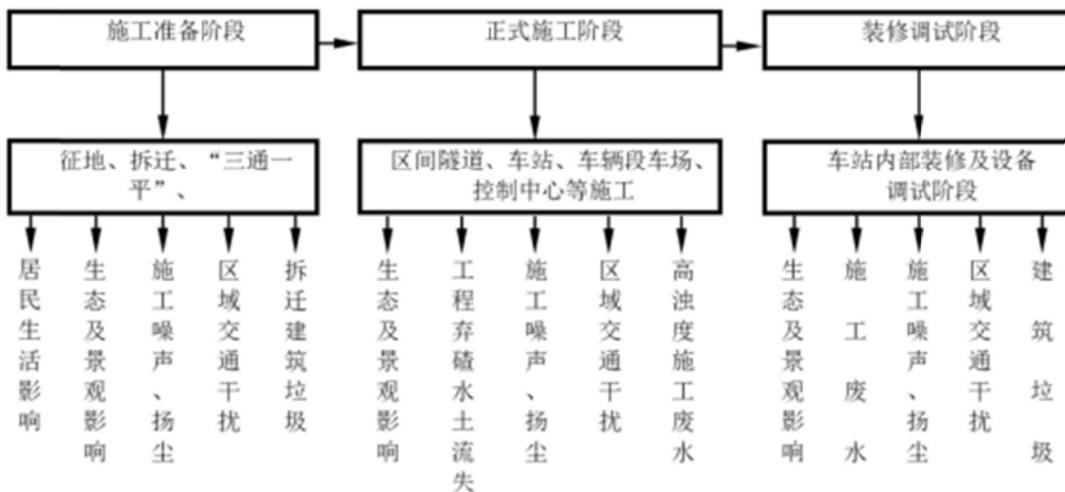 施工准备阶段
正式施工阶段
装修调试阶段
征地、拆迁、“三通一
平”、
区间隧道、车站、车辆段车场、
控制中心等施工
车站内部装修及设备
调试阶段
居民生活影响
生态及景观影响
施工噪声、扬尘
区域交通干扰
拆迁建筑垃圾
生态及景观影响
工程弃碴水土流失
施工噪声、扬尘
区域交通干扰
高浊度施工废水
生态及景观影响
施工废水
施工噪声、扬尘
区域交通干扰
建筑垃圾